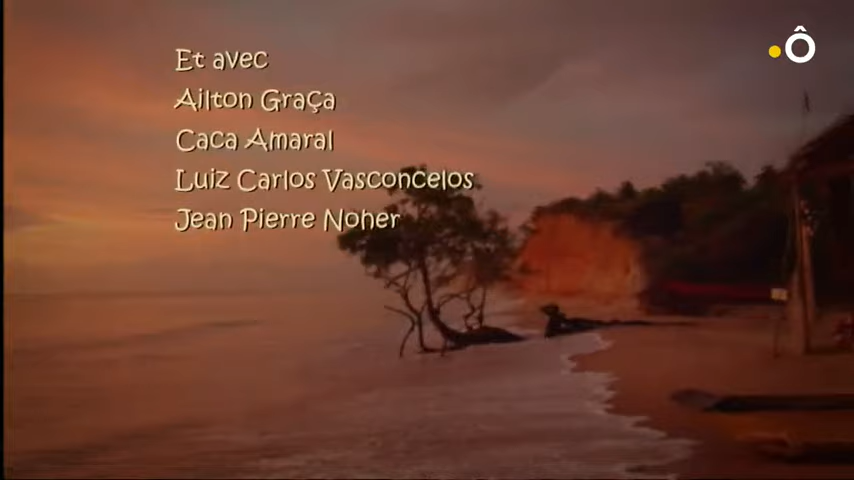 Et avec
Ailton Graça
Caca Amaral
Luiz Carlos Vasconcelos
Jean Pierre Noher
Ô